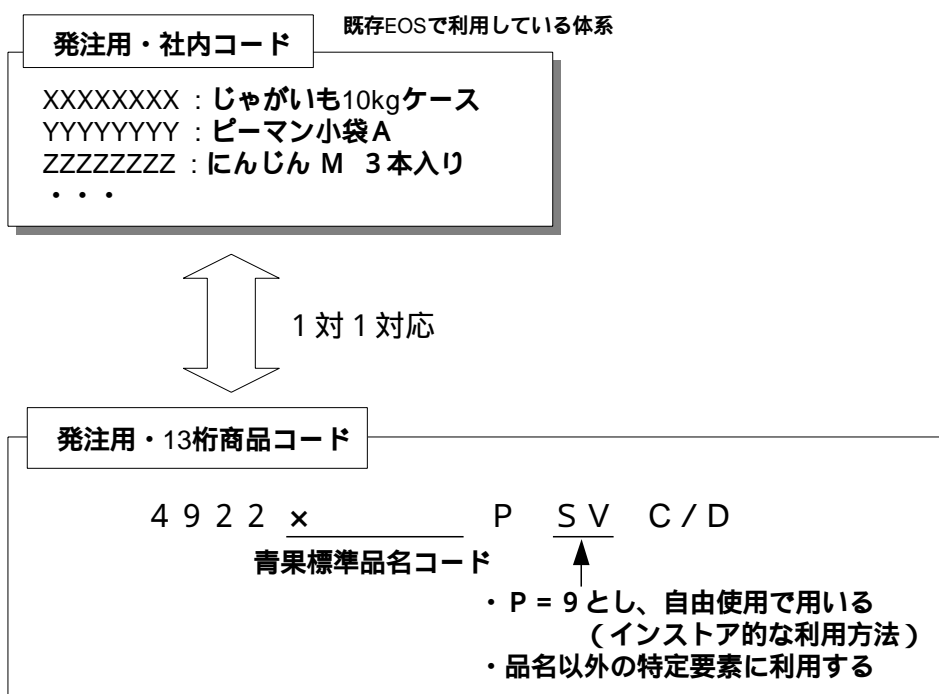 既存EOSで利用している体系
発注用・社内コード
XXXXXXXX：じゃがいも10kgケース
YYYYYYYY：ピーマン小袋A
ZZZZZZZZ：にんじん M 3本入り
・・・
1対1対応
発注用・13桁商品コード
4922× P SV C/D
青果標準品名コード
・P=9とし、自由使用で用いる
(インストア的な利用方法)
・品名以外の特定要素に利用する